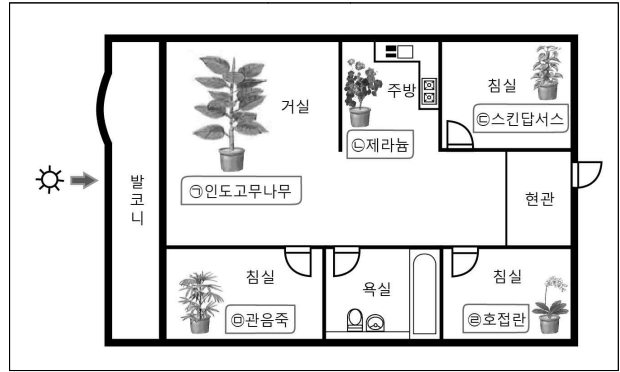 거실
주방
침실
㉢스킨답서스
㉡제라늄
㉠인도고무나무
발코니
현관
침실
욕실
침실
㉤관음죽
㉣호접란